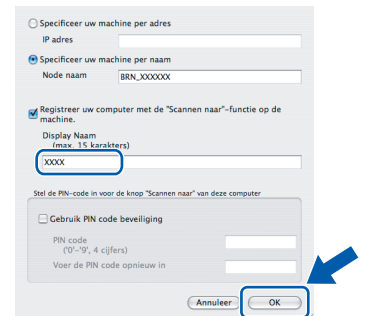 Specificeer uw machine per adres
IP adres
Specificeer uw machine per naam
Node naam BRN_XXXXXX
Registreer uw computer met de "Scannen naar"-functie op de
machine.
Display Naam
(max. 15 karakters)
XXXX
Stel de PIN-code in voor de knop "Scannen naar" van deze computer
Gebruik PIN code beveiliging
PIN code
('0'-'9', 4 cijfers)
Voer de PIN code opnieuw in
Annuleer OK